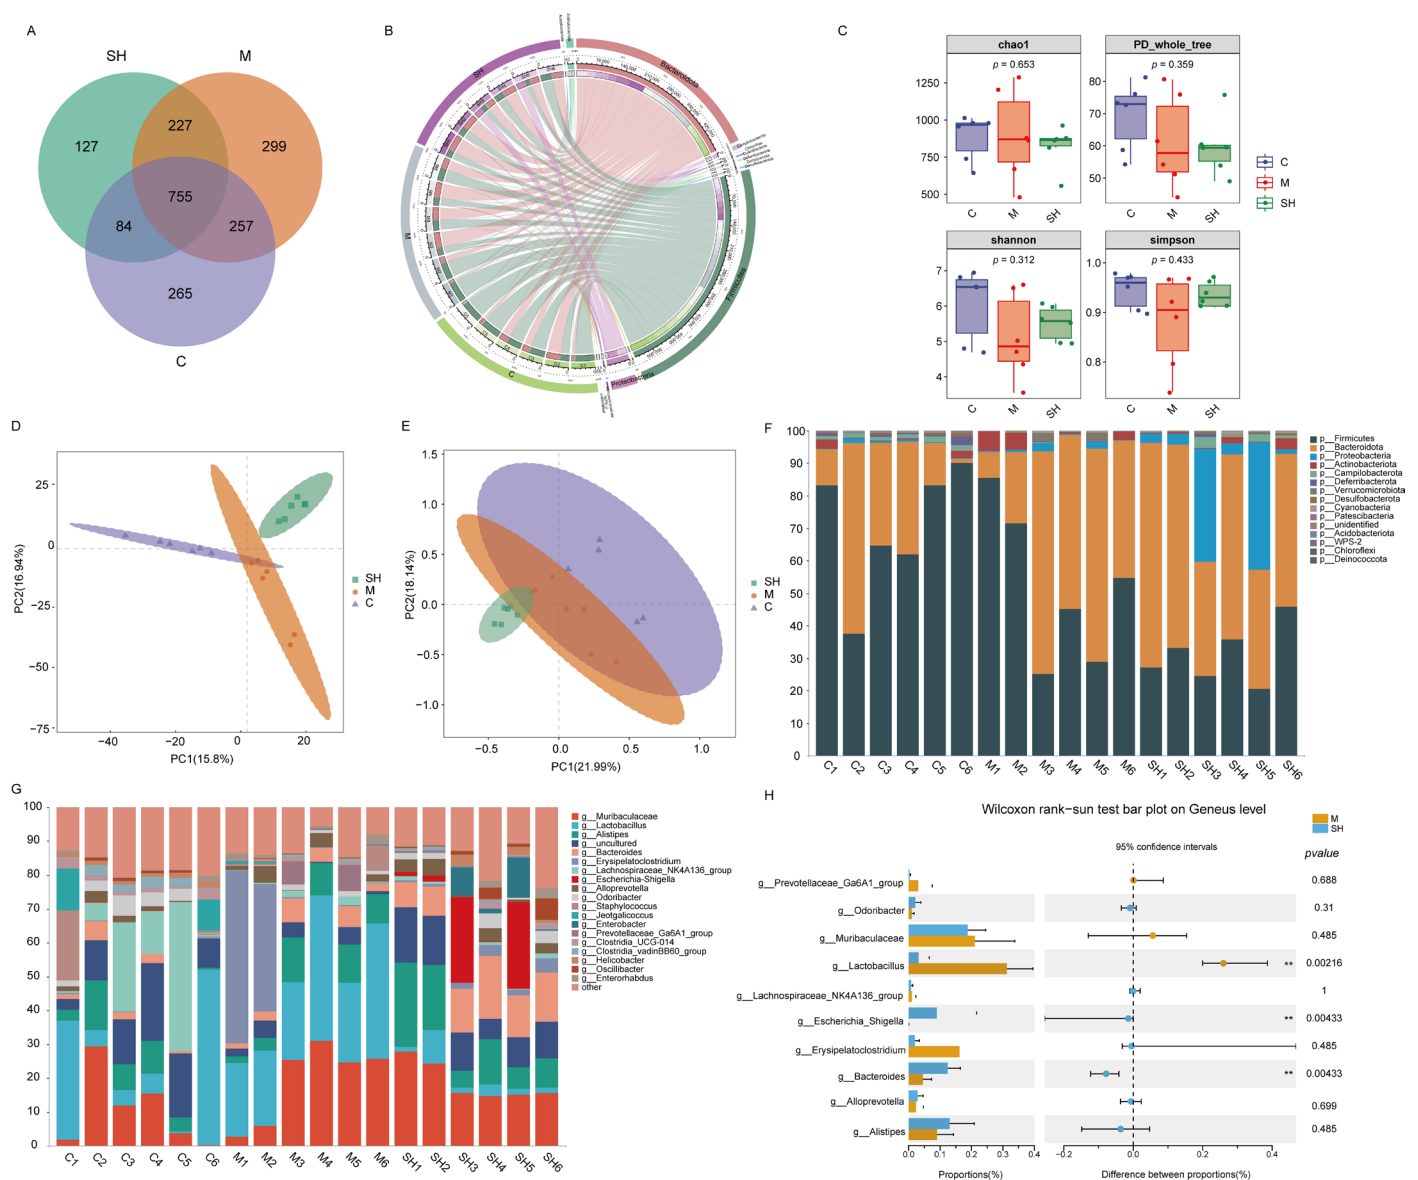 A
SH
M
127
227
299
755
84
257
265
C
B
SH
M
C
Bacteroidota
Firmicutes
Proteobacteria
C
chao1
p = 0.653
1250
1000
750
500
C
M
SH
PD_whole_tree
p = 0.359
80
70
60
50
C
M
SH
shannon
p = 0.312
7
6
5
4
C
M
SH
simpson
p = 0.433
1.0
0.9
0.8
C
M
SH
C
M
SH
D
PC2(16.94%)
25
0
−25
−50
−75
−40
−20
0
20
PC1(15.8%)
SH
M
C
E
PC2(18.14%)
1.5
1.0
0.5
0.0
−0.5
−1.0
−0.5
0.0
0.5
1.0
PC1(21.99%)
SH
M
C
F
100
90
80
70
60
50
40
30
20
10
0
C1
C2
C3
C4
C5
C6
M1
M2
M3
M4
M5
M6
SH1
SH2
SH3
SH4
SH5
SH6
p__Firmicutes
p__Bacteroidota
p__Proteobacteria
p__Actinobacteriota
p__Campilobacterota
p__Deferribacterota
p__Verrucomicrobiota
p__Desulfobacterota
p__Cyanobacteria
p__Patescibacteria
p__unidentified
p__Acidobacteriota
p__WPS-2
p__Chloroflexi
p__Deinococcota
G
100
90
80
70
60
50
40
30
20
10
0
C1
C2
C3
C4
C5
C6
M1
M2
M3
M4
M5
M6
SH1
SH2
SH3
SH4
SH5
SH6
g__Muribaculaceae
g__Lactobacillus
g__Alistipes
g__uncultured
g__Bacteroides
g__Erysipelatoclostridium
g__Lachnospiraceae_NK4A136_group
g__Escherichia-Shigella
g__Alloprevotella
g__Odoribacter
g__Staphylococcus
g__Jeotgalicoccus
g__Enterobacter
g__Prevotellaceae_Ga6A1_group
g__Clostridia_UCG-014
g__Clostridia_vadinBB60_group
g__Helicobacter
g__Oscillibacter
g__Enterorhabdus
other
H
Wilcoxon rank−sun test bar plot on Geneus level
M
SH
95% confidence intervals
pvalue
g__Prevotellaceae_Ga6A1_group
0.688
g__Odoribacter
0.31
g__Muribaculaceae
0.485
g__Lactobacillus
**
0.00216
g__Lachnospiraceae_NK4A136_group
1
g__Escherichia_Shigella
**
0.00433
g__Erysipelatoclostridium
0.485
g__Bacteroides
**
0.00433
g__Alloprevotella
0.699
g__Alistipes
0.485
0.0
0.1
0.2
0.3
0.4
Proportions(%)
−0.2
0.0
0.2
0.4
Difference between proportions(%)